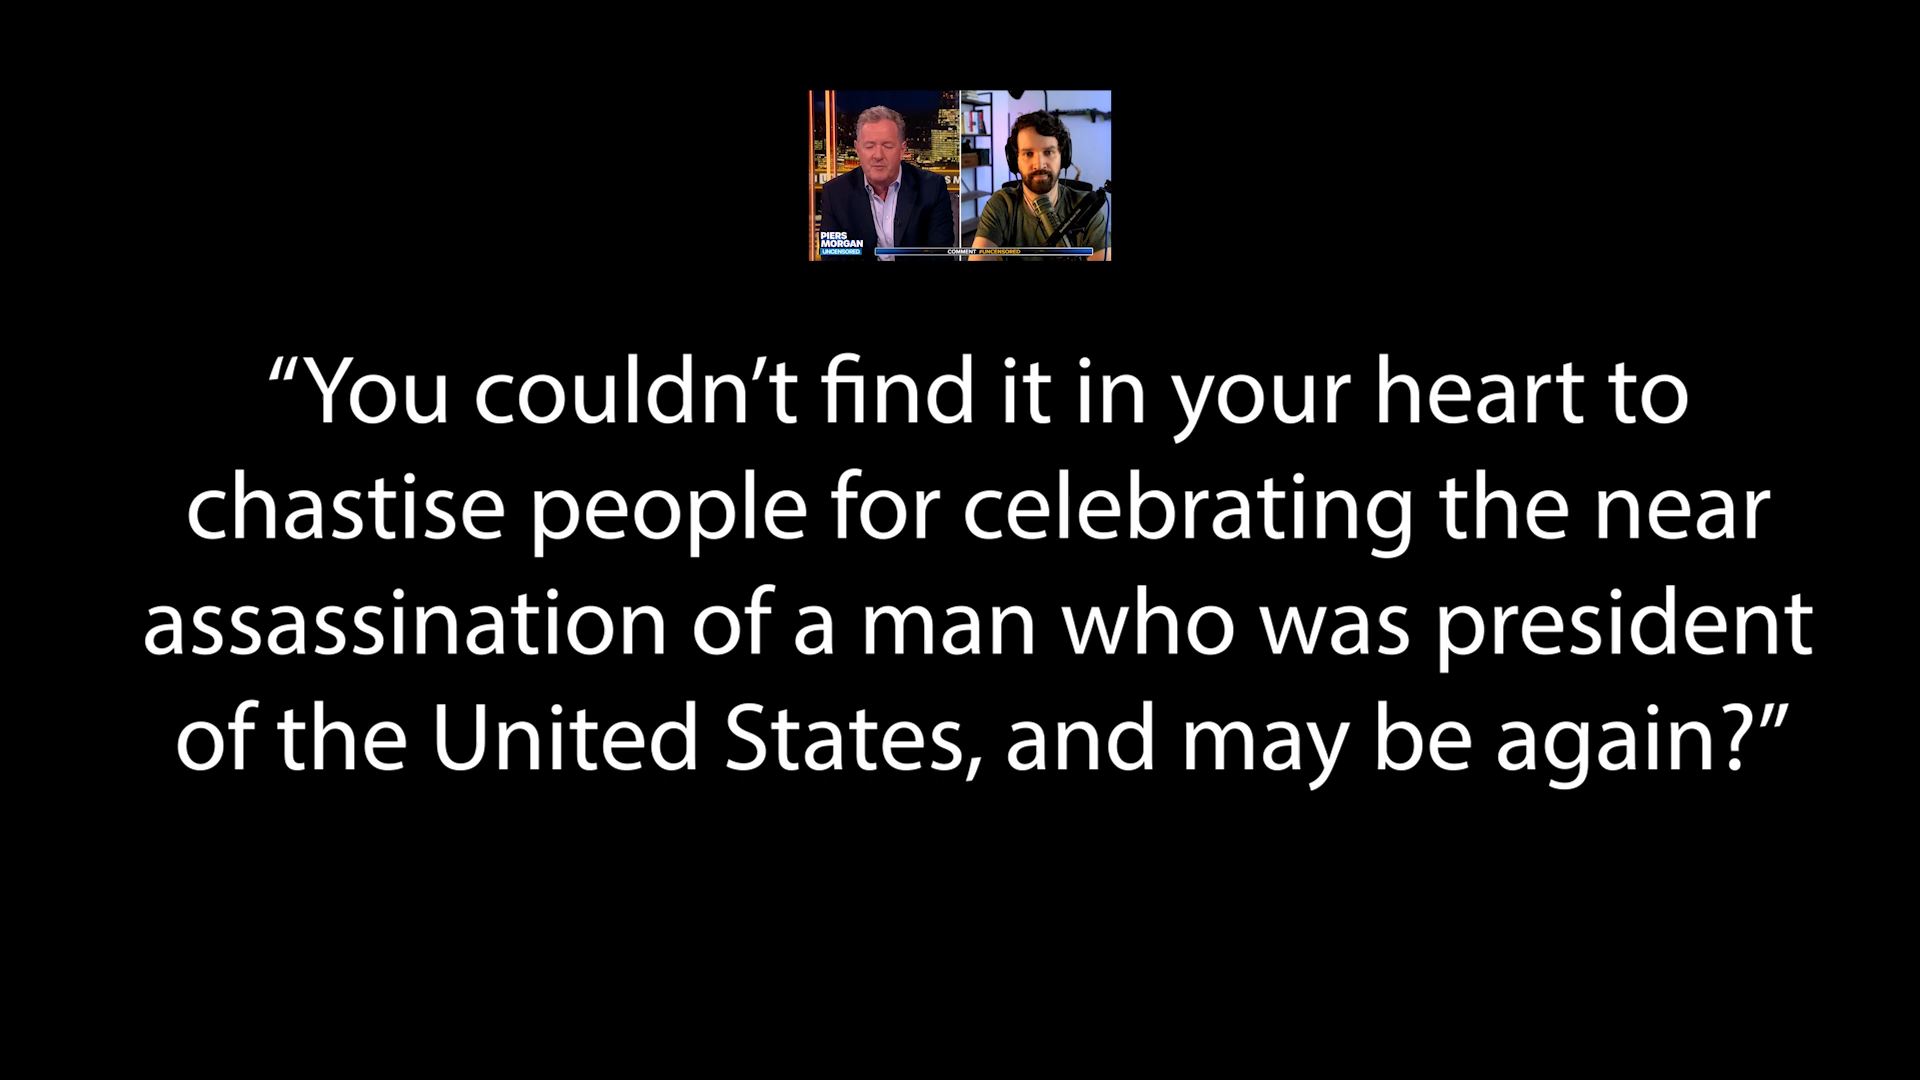 PIERS
MORGAN
UNCENSORED
COMMENT #UNCENSORED
“You couldn’t find it in your heart to
chastise people for celebrating the near
assassination of a man who was president
of the United States, and may be again?”